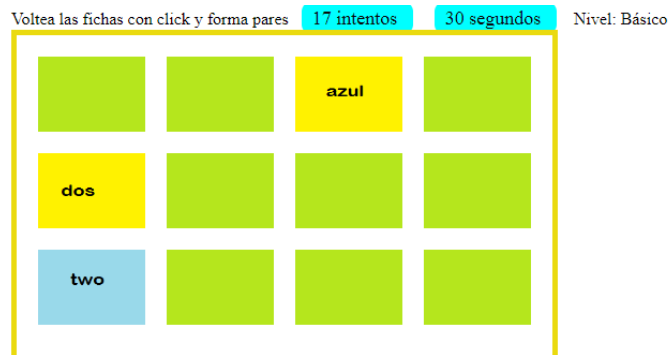 Voltea las fichas con click y forma pares 17 intentos 30 segundos Nivel: Básico
azul
dos
two